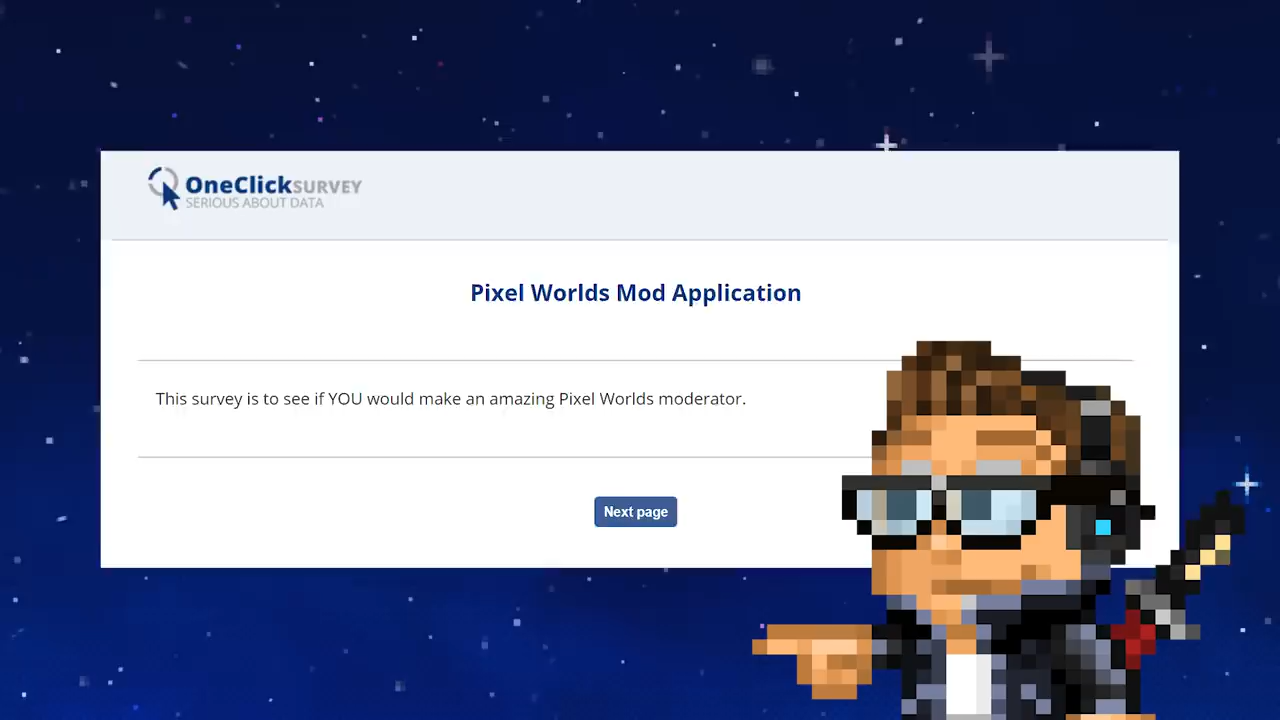 OneClickSURVEY
SERIOUS ABOUT DATA
Pixel Worlds Mod Application
This survey is to see if YOU would make an amazing Pixel Worlds moderator.
Next page